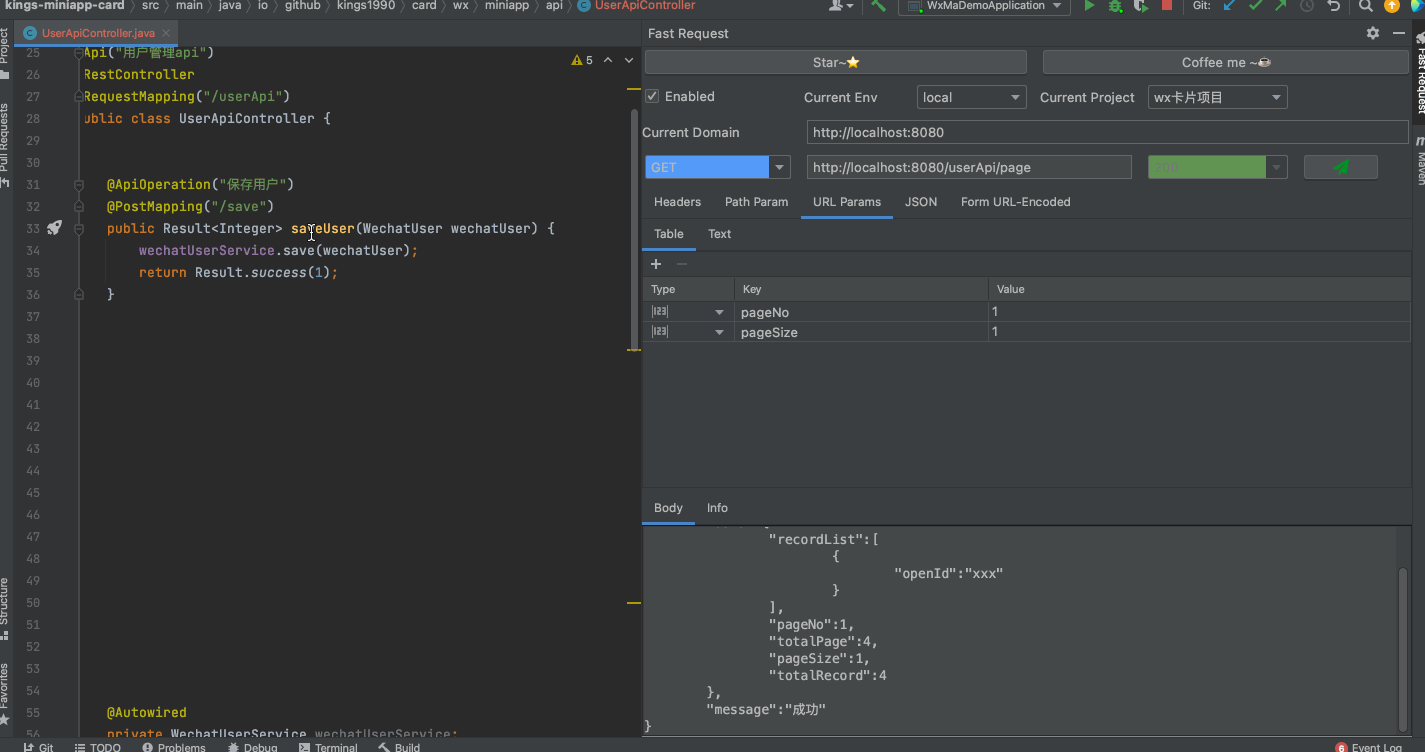 kings-miniapp-card 〉 src 〉 main 〉 java 〉 io 〉 github 〉 kings1990 〉 card 〉 wx 〉 miniapp 〉 api 〉 UserApiController
WxMaDemoApplication
Git:
Project
Pull Requests
Structure
Favorites
UserApiController.java
5
25 Api("用户管理api")
26 RestController
27 RequestMapping("/userApi")
28 ublic class UserApiController {
29
30
31 @ApiOperation("保存用户")
32 @PostMapping("/save")
33 public Result<Integer> saveUser(WechatUser wechatUser) {
34 wechatUserService.save(wechatUser);
35 return Result.success(1);
36 }
37
38
39
40
41
42
43
44
45
46
47
48
49
50
51
52
53
54
55 @Autowired
56 private WechatUserService wechatUserService;
Fast Request
Star~⭐
Coffee me ~☕
Enabled
Current Env
local
Current Project
wx卡片项目
Current Domain
http://localhost:8080
GET
http://localhost:8080/userApi/page
200
Headers
Path Param
URL Params
JSON
Form URL-Encoded
Table
Text
Type
Key
Value
123
pageNo
1
123
pageSize
1
Body
Info
"recordList":[
{
"openId":"xxx"
}
],
"pageNo":1,
"totalPage":4,
"pageSize":1,
"totalRecord":4
},
"message":"成功"
}
Fast Request
Maven
Git
TODO
Problems
Debug
Terminal
Build
6 Event Log